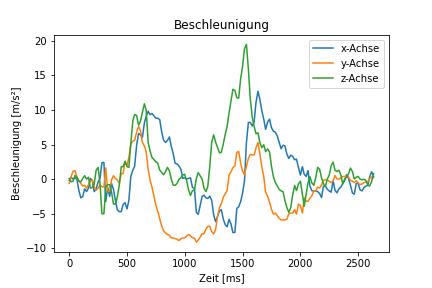 Beschleunigung
x-Achse
y-Achse
z-Achse
Beschleunigung [m/s²]
20
15
10
5
0
−5
−10
0
500
1000
1500
2000
2500
Zeit [ms]